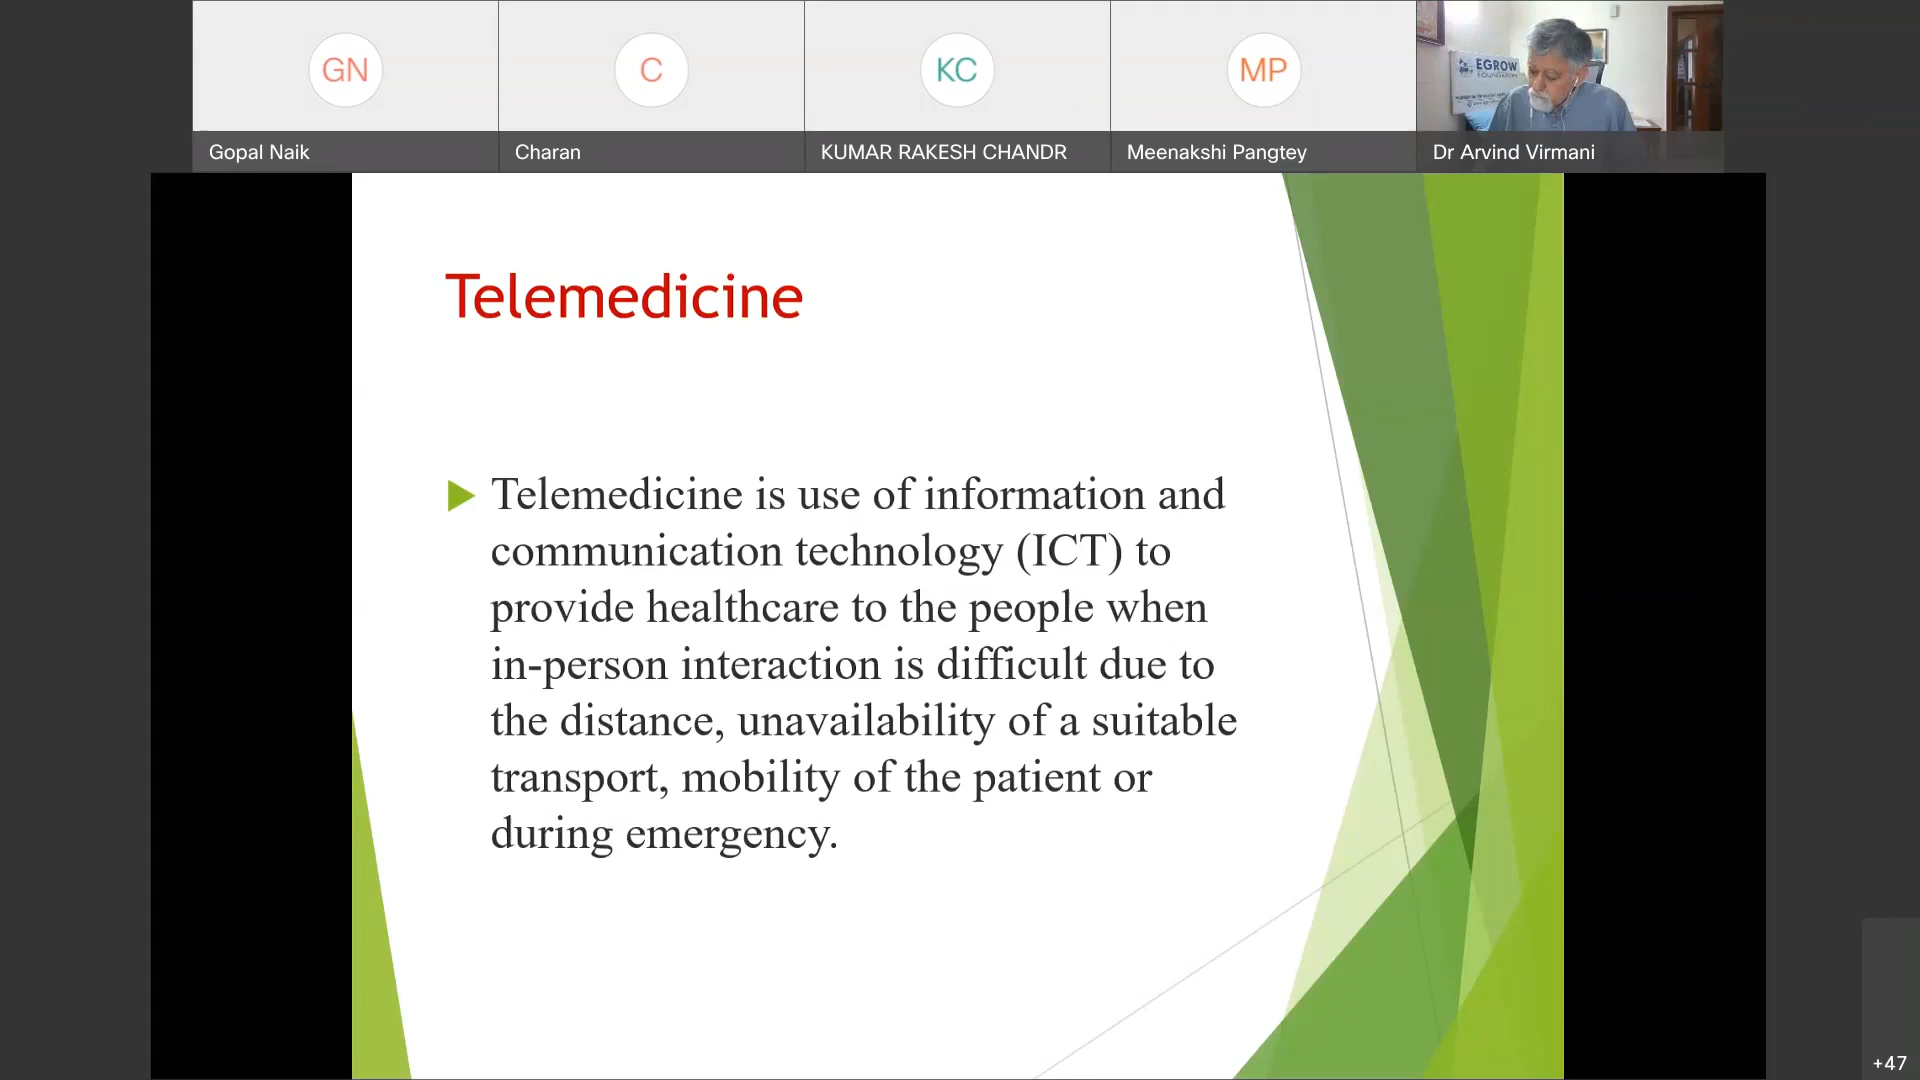 GN
C
KC
MP
EGROW
FOUNDATION
Gopal Naik
Charan
KUMAR RAKESH CHANDR
Meenakshi Pangtey
Dr Arvind Virmani
Telemedicine
Telemedicine is use of information and
communication technology (ICT) to
provide healthcare to the people when
in-person interaction is difficult due to
the distance, unavailability of a suitable
transport, mobility of the patient or
during emergency.
+47